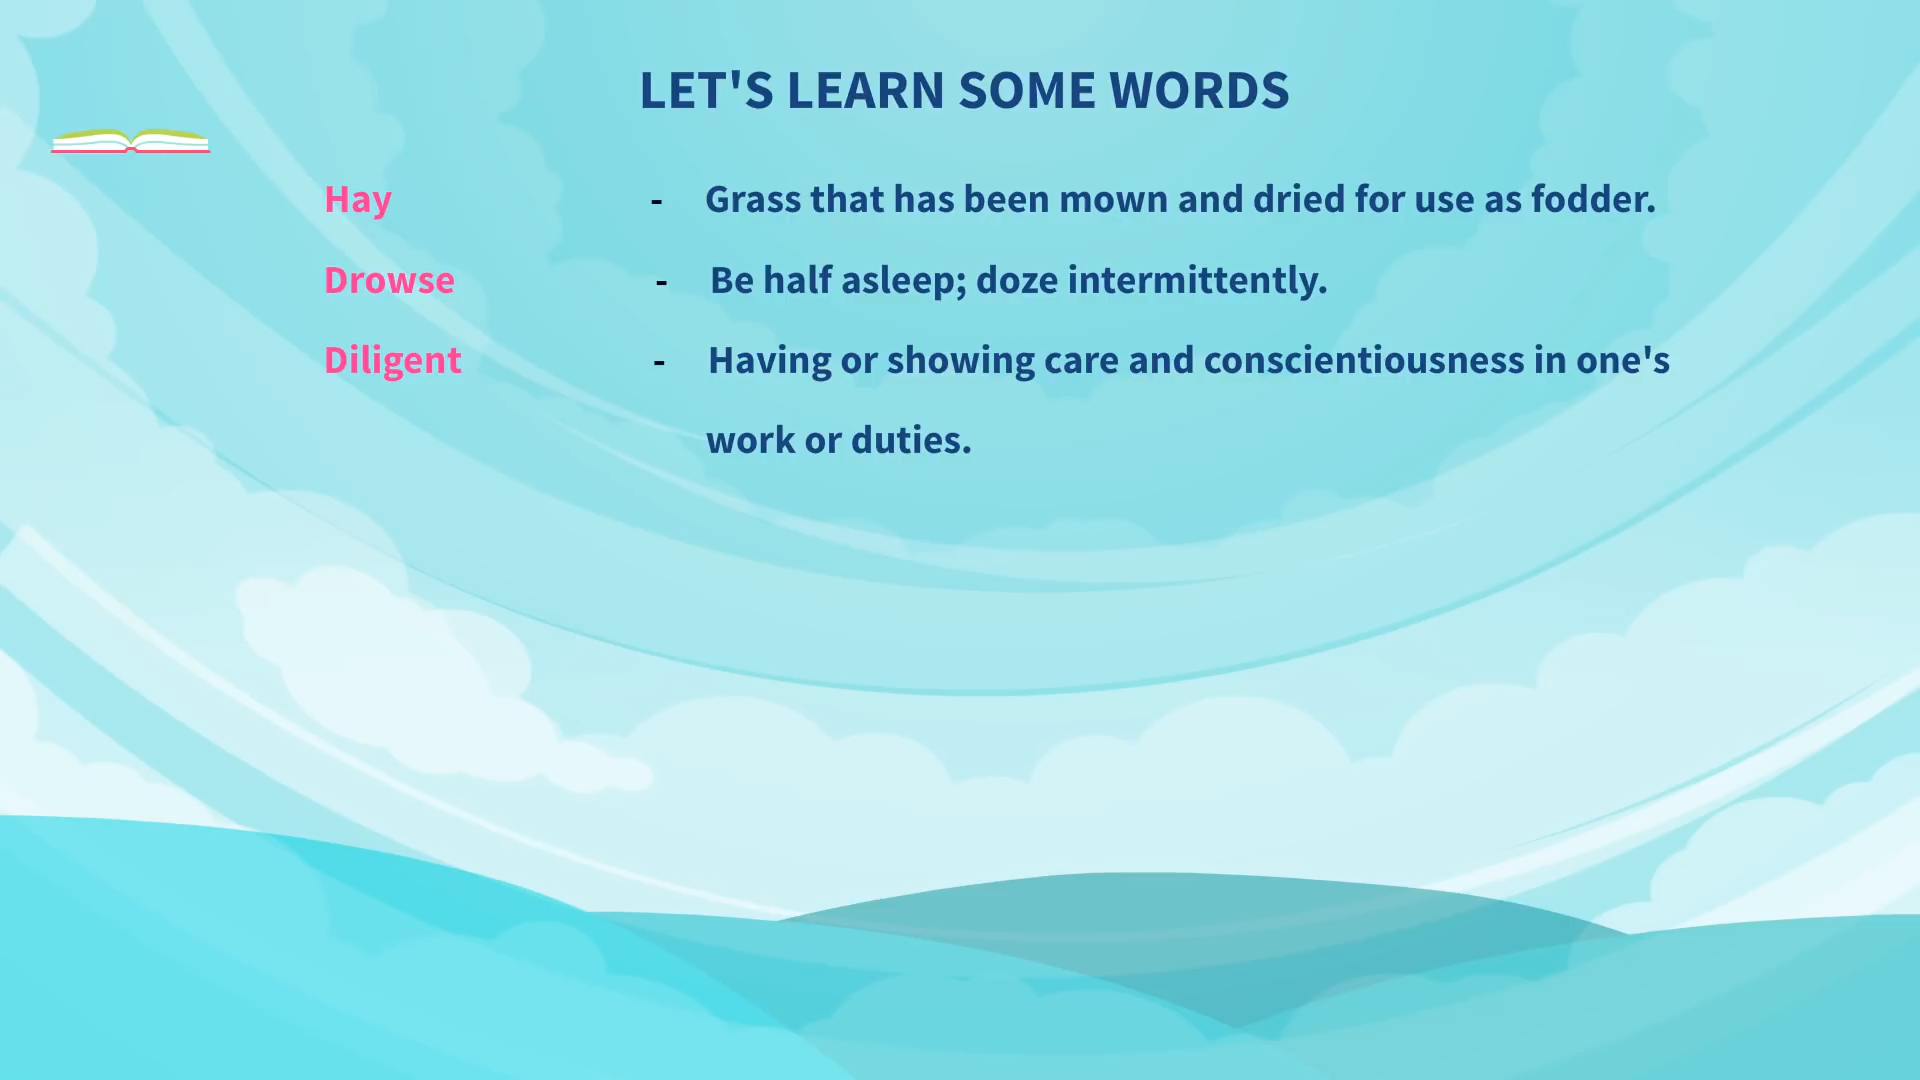 LET'S LEARN SOME WORDS
Hay - Grass that has been mown and dried for use as fodder.
Drowse - Be half asleep; doze intermittently.
Diligent - Having or showing care and conscientiousness in one's
work or duties.